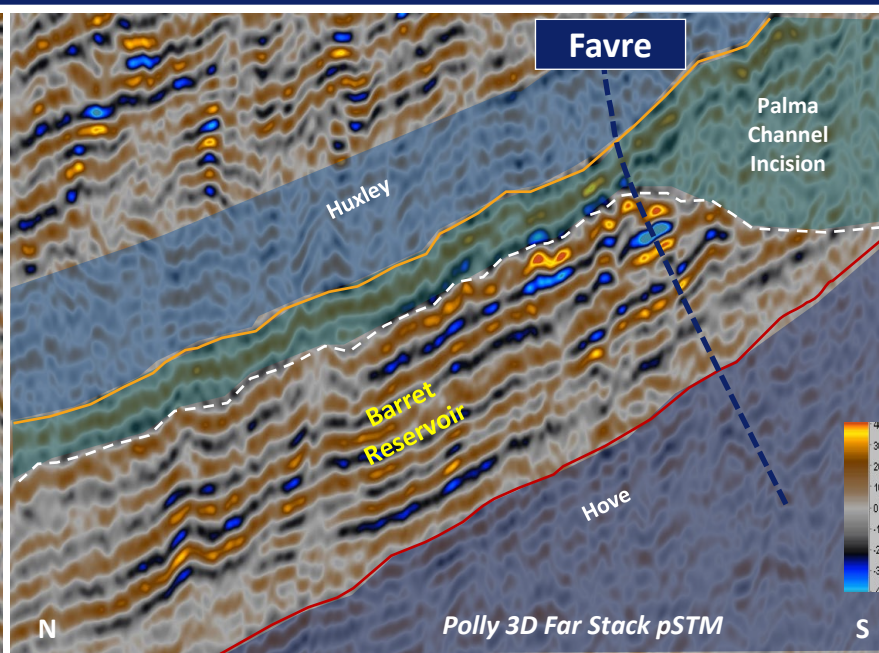 Favre
Palma
Channel
Incision
Huxley
Barret
Reservoir
Hove
N
Polly 3D Far Stack pSTM
S